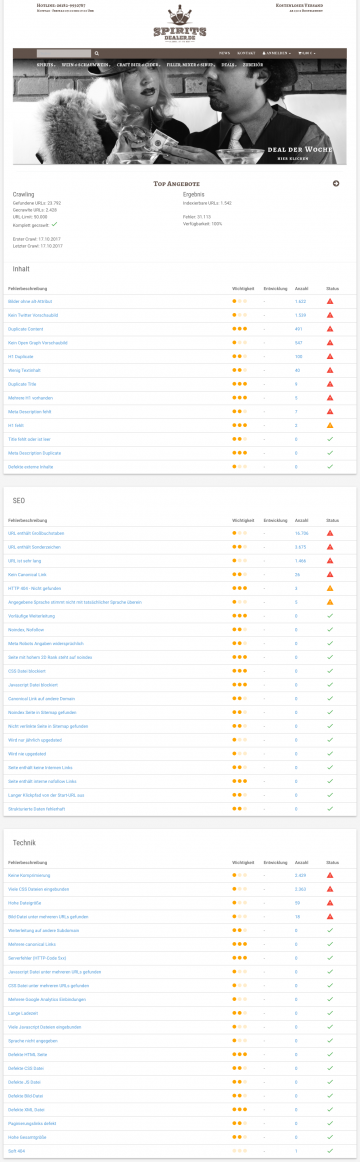 Kostenloser Versand
SPIRITS
DEALER.DE
NEWS KONTAKT ANMELDEN
SPIRITS WEIN & SCHAUMWEIN CRAFT BEER & CIDER FILLER, MIXER & SIRUP DEALS ZUBEHÖR
DEAL DER WOCHE
HIER KLICKEN
TOP ANGEBOTE
Crawling Ergebnis
Gefundene URLs: 23.792 Indexierbare URLs: 1.542
Gecrawlte URLs: 2.428
URL Limit: 50.000 Fehler: 31.113
Komplett gecrawlt: Verfügbarkeit: 100%
Erster Crawl: 17.10.2017
Letzter Crawl: 17.10.2017
Inhalt
Fehlerbeschreibung Wichtigkeit Entwicklung Anzahl Status
Bilder ohne Alt-Attribut -
Kein Twitter Vorschaubild - 1.539
Duplicate Content - 401
Kein Open Graph Vorschaubild - 547
H1 Duplicate - 100
Wenig Textinhalt - 40
Duplicate Title - 9
Mehrere H1 vorhanden - 5
Meta Description fehlt - 7
H1 fehlt - 2
Title fehlt oder ist leer - 0
Meta Description Duplicate - 0
Defekte externe Inhalte - 0
SEO
Fehlerbeschreibung Wichtigkeit Entwicklung Anzahl Status
URL enthält Großbuchstaben - 16.706
URL enthält Sonderzeichen - 3.675
URL ist sehr lang - 1.466
Kein Canonical Link - 26
HTTP 404 - Nicht gefunden - 3
Angegebene Sprache stimmt nicht mit tatsächlicher Sprache überein - 5
Vorläufige Weiterleitung - 0
Noindex, Nofollow - 0
Meta Robots Angaben widersprüchlich - 0
Seite mit hohem SD Rank steht auf noindex - 0
CSS Datei blockiert - 0
Javascript Datei blockiert - 0
Canonical Link auf andere Domain - 0
Noindex Seite in Sitemap gefunden - 0
Nicht verlinkte Seite in Sitemap gefunden - 0
Wird nur jährlich upgedated - 0
Wird nie upgedated - 0
Seite enthält keine internen Links - 0
Seite enthält interne nofollow Links - 0
Langer Klickpfad von der Start URL aus - 0
Strukturierte Daten fehlerhaft - 0
Technik
Fehlerbeschreibung Wichtigkeit Entwicklung Anzahl Status
Keine Komprimierung - 2.429
Viele CSS Dateien eingebunden - 2.363
Hohe Dateigröße - 59
Bild-Datei unter mehreren URLs gefunden - 18
Weiterleitung auf andere Subdomain - 0
Mehrere canonical Links - 0
Serverfehler (HTTP-Code 5xx) - 0
Javascript Datei unter mehreren URLs gefunden - 0
CSS Datei unter mehreren URLs gefunden - 0
Mehrere Google Analytics Einbindungen - 0
Lange Ladezeit - 0
Viele Javascript Dateien eingebunden - 0
Sprache nicht angegeben - 0
Defekte HTML Seite - 0
Defekte CSS Datei - 0
Defekte JS Datei - 0
Defekte Bild-Datei - 0
Defekte XML Datei - 0
Paginierungslinks defekt - 0
Hohe Gesamtgröße - 0
Soft 404 - 1